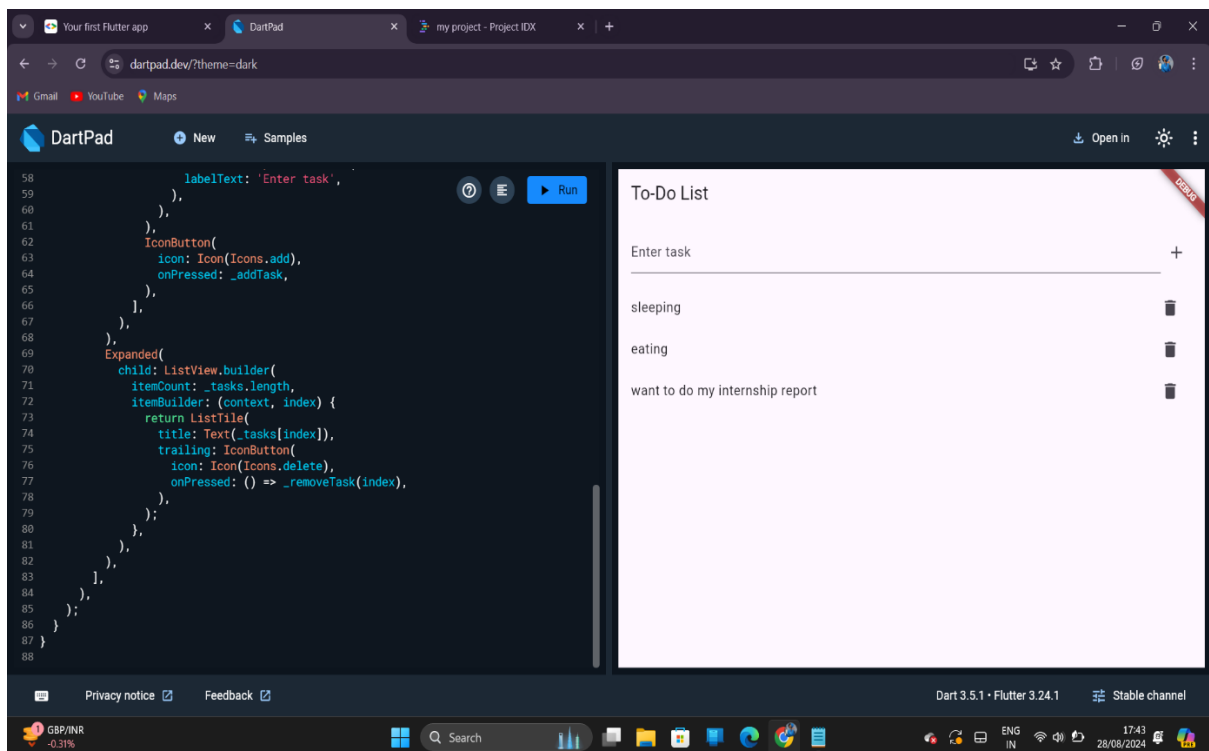 Your first Flutter app
DartPad
my project - Project IDX
dartpad.dev/?theme=dark
Gmail
YouTube
Maps
DartPad
New
Samples
Open in
58 labelText: 'Enter task',
59 ),
60 ),
61 ),
62 IconButton(
63 icon: Icon(Icons.add),
64 onPressed: _addTask,
65 ),
66 ],
67 ),
68 ),
69 Expanded(
70 child: ListView.builder(
71 itemCount: _tasks.length,
72 itemBuilder: (context, index) {
73 return ListTile(
74 title: Text(_tasks[index]),
75 trailing: IconButton(
76 icon: Icon(Icons.delete),
77 onPressed: () => _removeTask(index),
78 ),
79 );
80 },
81 ),
82 ),
83 ],
84 ),
85 );
86 }
87 }
88
Run
To-Do List
DEBUG
Enter task
sleeping
eating
want to do my internship report
Privacy notice
Feedback
Dart 3.5.1 • Flutter 3.24.1
Stable channel
1
GBP/INR
-0.31%
Search
ENG
IN
17:43
28/08/2024